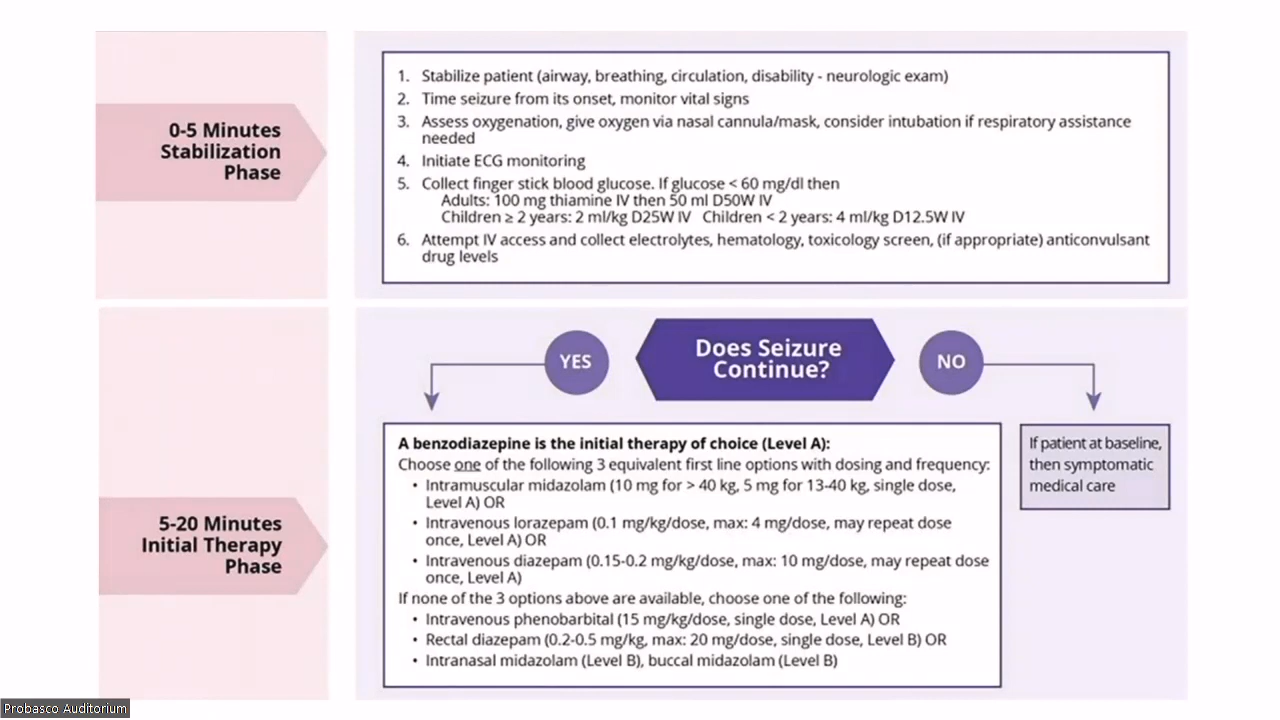 0-5 Minutes
Stabilization
Phase
1. Stabilize patient (airway, breathing, circulation, disability - neurologic exam)
2. Time seizure from its onset, monitor vital signs
3. Assess oxygenation, give oxygen via nasal cannula/mask, consider intubation if respiratory assistance
needed
4. Initiate ECG monitoring
5. Collect finger stick blood glucose. If glucose < 60 mg/dl then
Adults: 100 mg thiamine IV then 50 ml D50W IV
Children ≥ 2 years: 2 ml/kg D25W IV Children < 2 years: 4 ml/kg D12.5W IV
6. Attempt IV access and collect electrolytes, hematology, toxicology screen, (if appropriate) anticonvulsant
drug levels
5-20 Minutes
Initial Therapy
Phase
YES
Does Seizure
Continue?
NO
A benzodiazepine is the initial therapy of choice (Level A):
Choose one of the following 3 equivalent first line options with dosing and frequency:
• Intramuscular midazolam (10 mg for > 40 kg, 5 mg for 13-40 kg, single dose,
Level A) OR
• Intravenous lorazepam (0.1 mg/kg/dose, max: 4 mg/dose, may repeat dose
once, Level A) OR
• Intravenous diazepam (0.15-0.2 mg/kg/dose, max: 10 mg/dose, may repeat dose
once, Level A)
If none of the 3 options above are available, choose one of the following:
• Intravenous phenobarbital (15 mg/kg/dose, single dose, Level A) OR
• Rectal diazepam (0.2-0.5 mg/kg, max: 20 mg/dose, single dose, Level B) OR
• Intranasal midazolam (Level B), buccal midazolam (Level B)
If patient at baseline,
then symptomatic
medical care
Probasco Auditorium